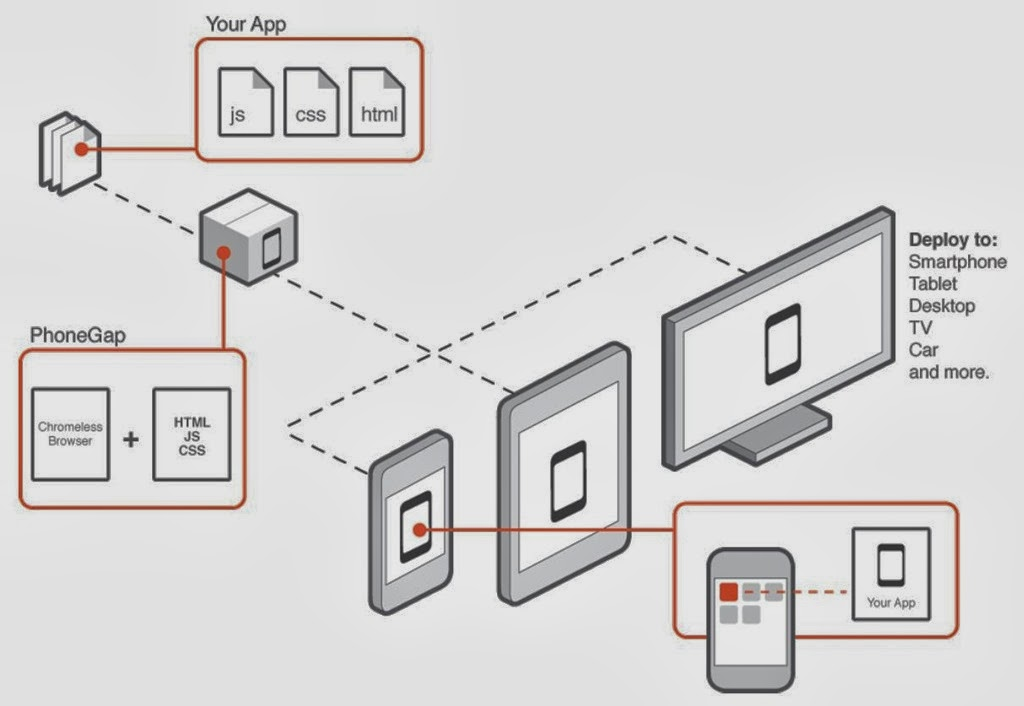 Your App
js
css
html
PhoneGap
Chromeless
Browser
+
HTML
JS
CSS
Deploy to:
Smartphone
Tablet
Desktop
TV
Car
and more.
Your App